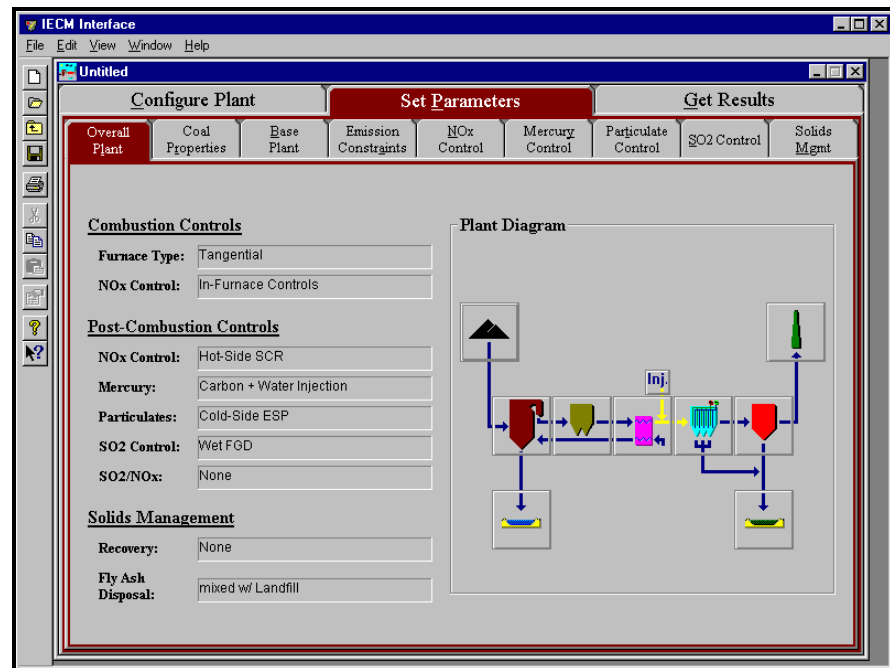 IECM Interface
File Edit View Window Help
Untitled
Configure Plant Set Parameters Get Results
Overall Plant Coal Properties Base Plant Emission Constraints NOx Control Mercury Control Particulate Control SO2 Control Solids Mgmt
Combustion Controls
Furnace Type: Tangential
NOx Control: In-Furnace Controls
Post-Combustion Controls
NOx Control: Hot-Side SCR
Mercury: Carbon + Water Injection
Particulates: Cold-Side ESP
SO2 Control: Wet FGD
SO2/NOx: None
Solids Management
Recovery: None
Fly Ash
Disposal: mixed w/ Landfill
Plant Diagram
Inj.